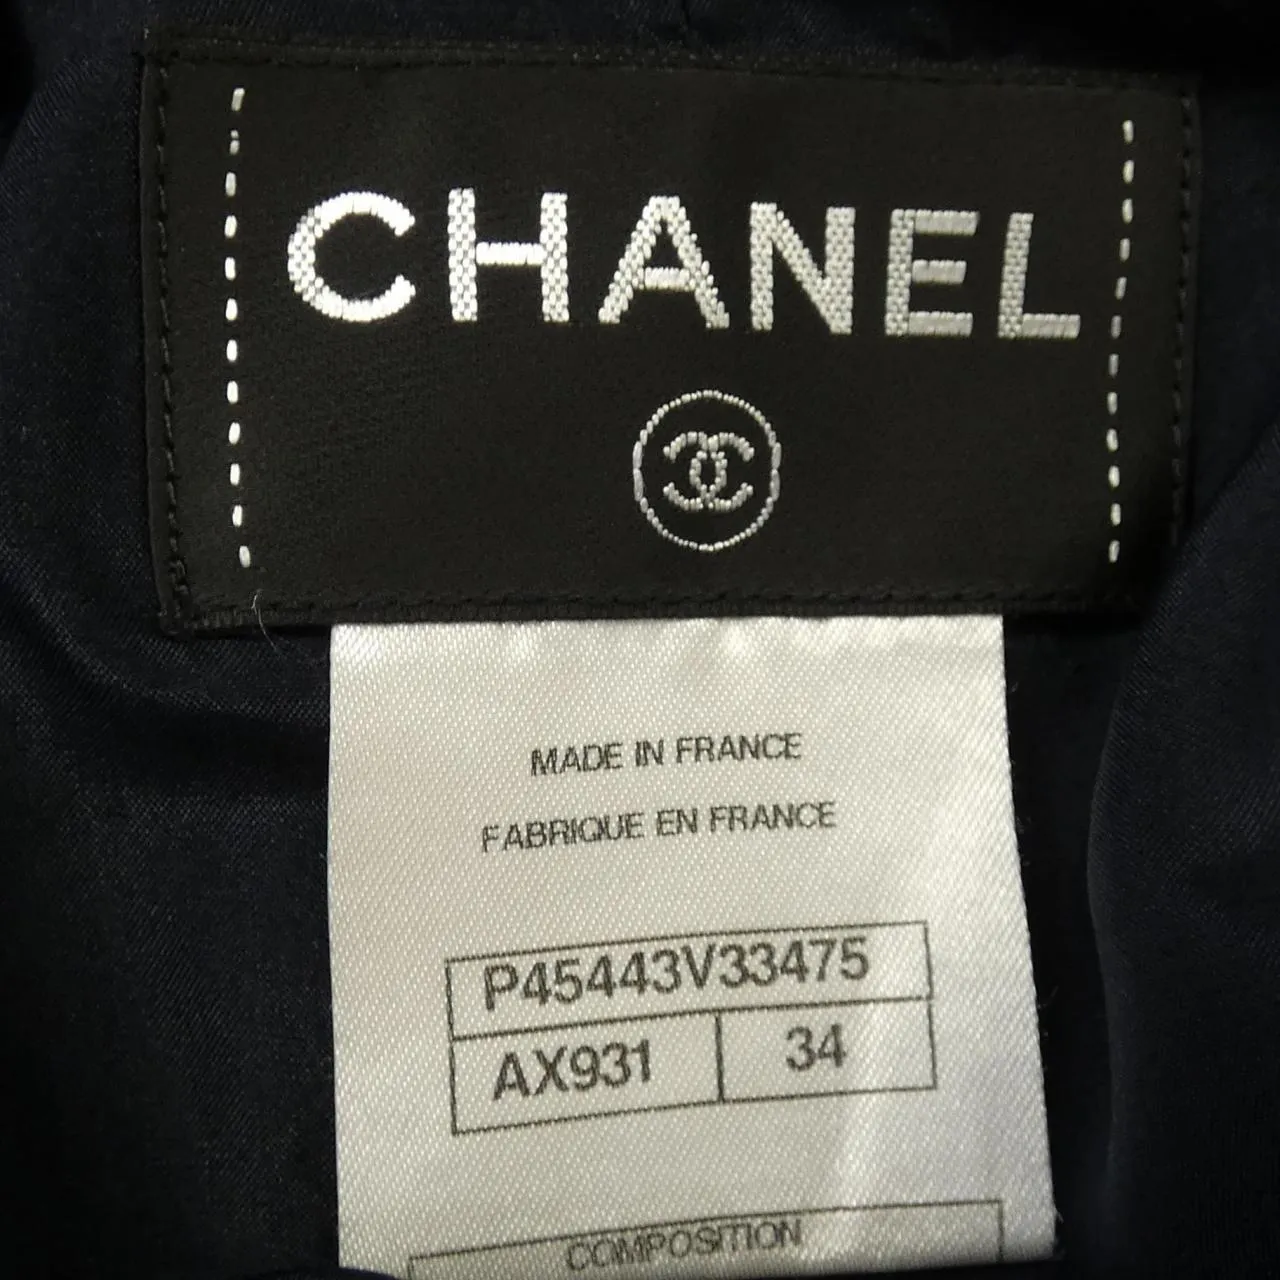 CHANEL
MADE IN FRANCE
FABRIQUE EN FRANCE
P45443V33475
AX931 34
COMPOSITION